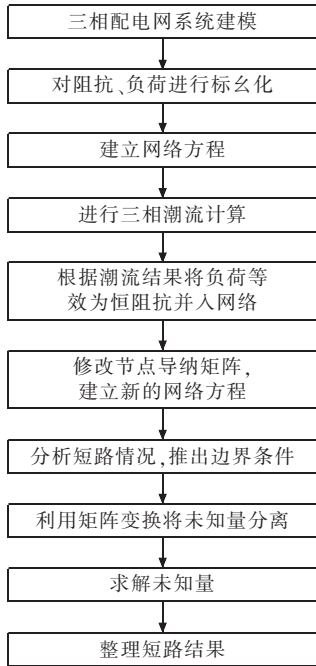 三相配电网系统建模
对阻抗、负荷进行标幺化
建立网络方程
进行三相潮流计算
根据潮流结果将负荷等
效为恒阻抗并入网络
修改节点导纳矩阵,
建立新的网络方程
分析短路情况,推出边界条件
利用矩阵变换将未知量分离
求解未知量
整理短路结果